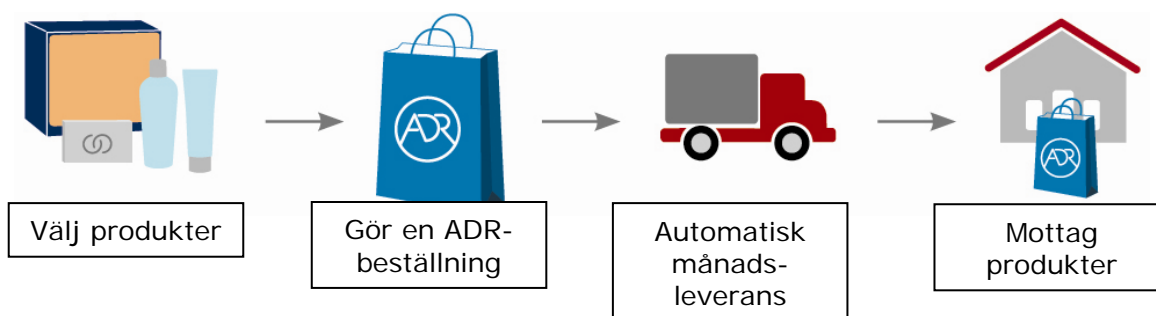 ADR
ADR
Välj produkter
Gör en ADR-
beställning
Automatisk
månads-
leverans
Mottag
produkter